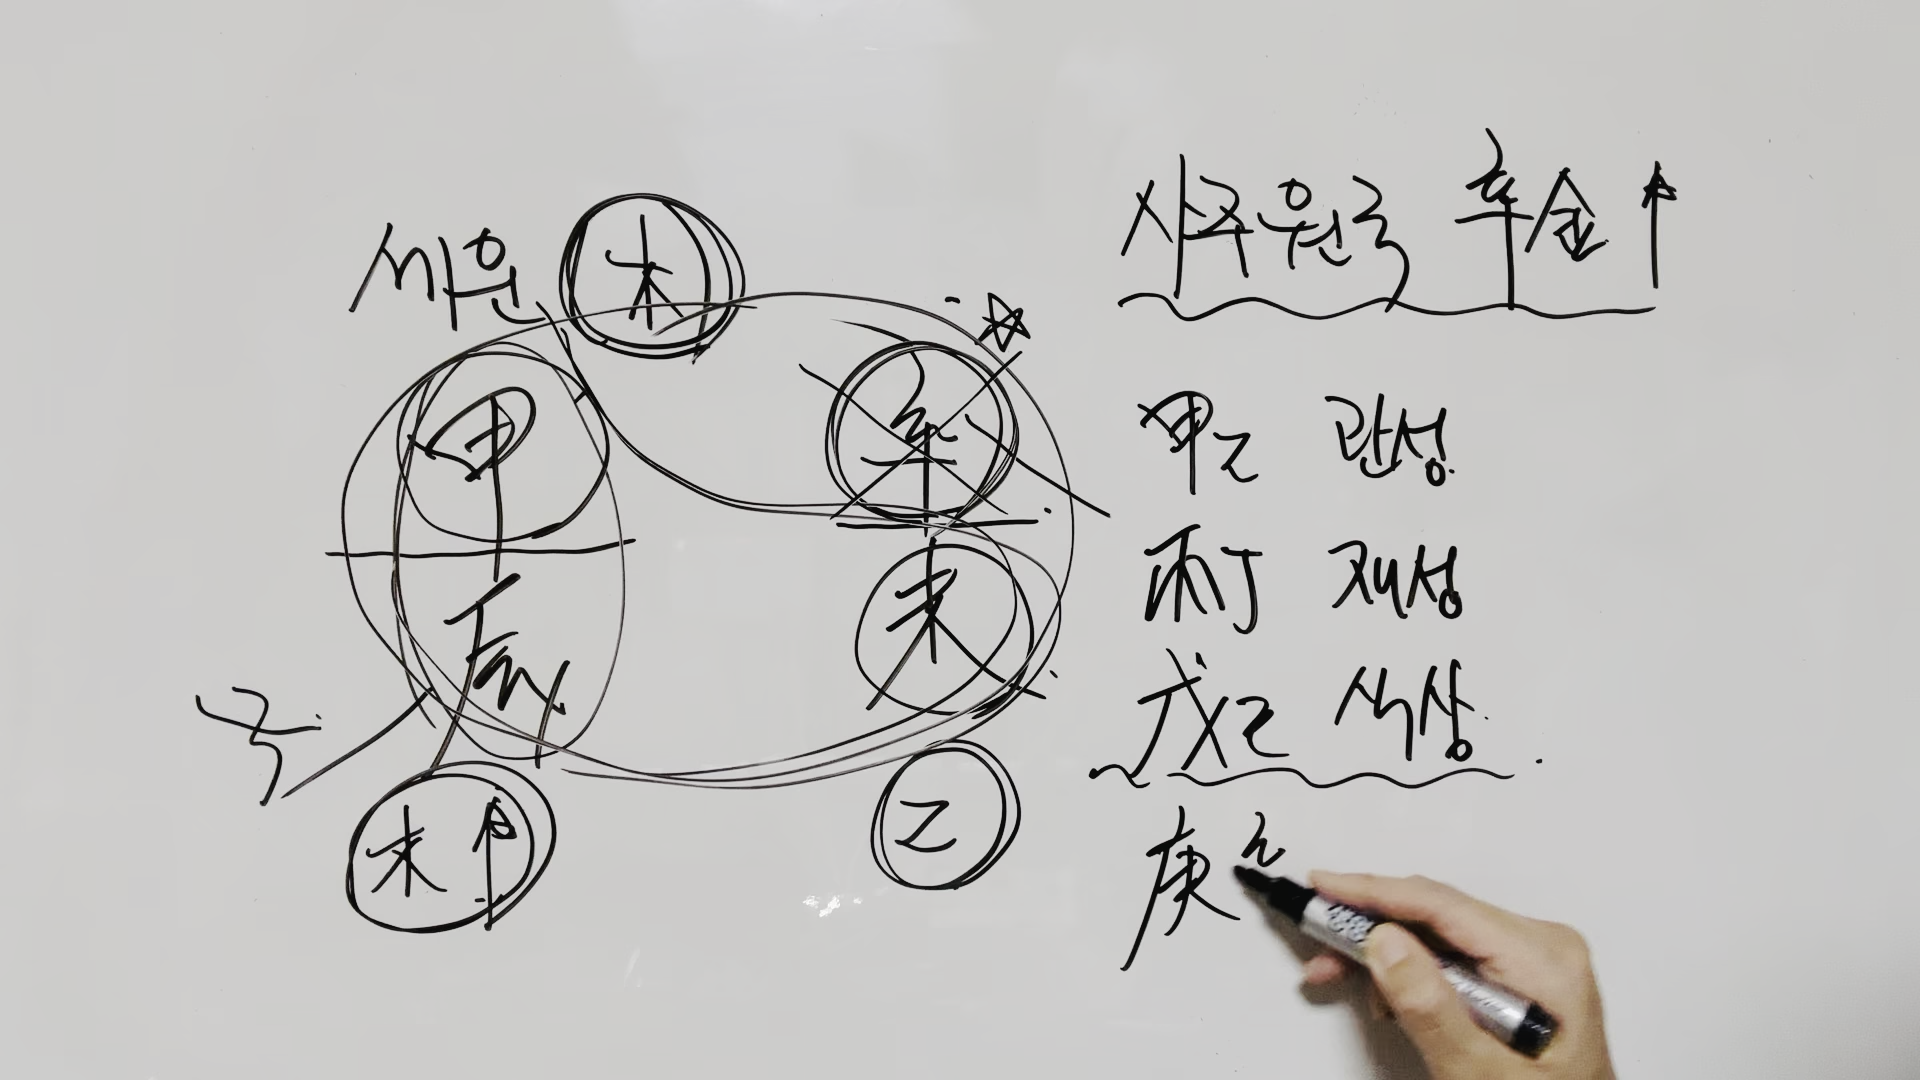 세운 木
甲
辰
辛
未
木
乙
사주원국 辛金
甲乙 관성
丙丁 재성
戊己 식상
庚